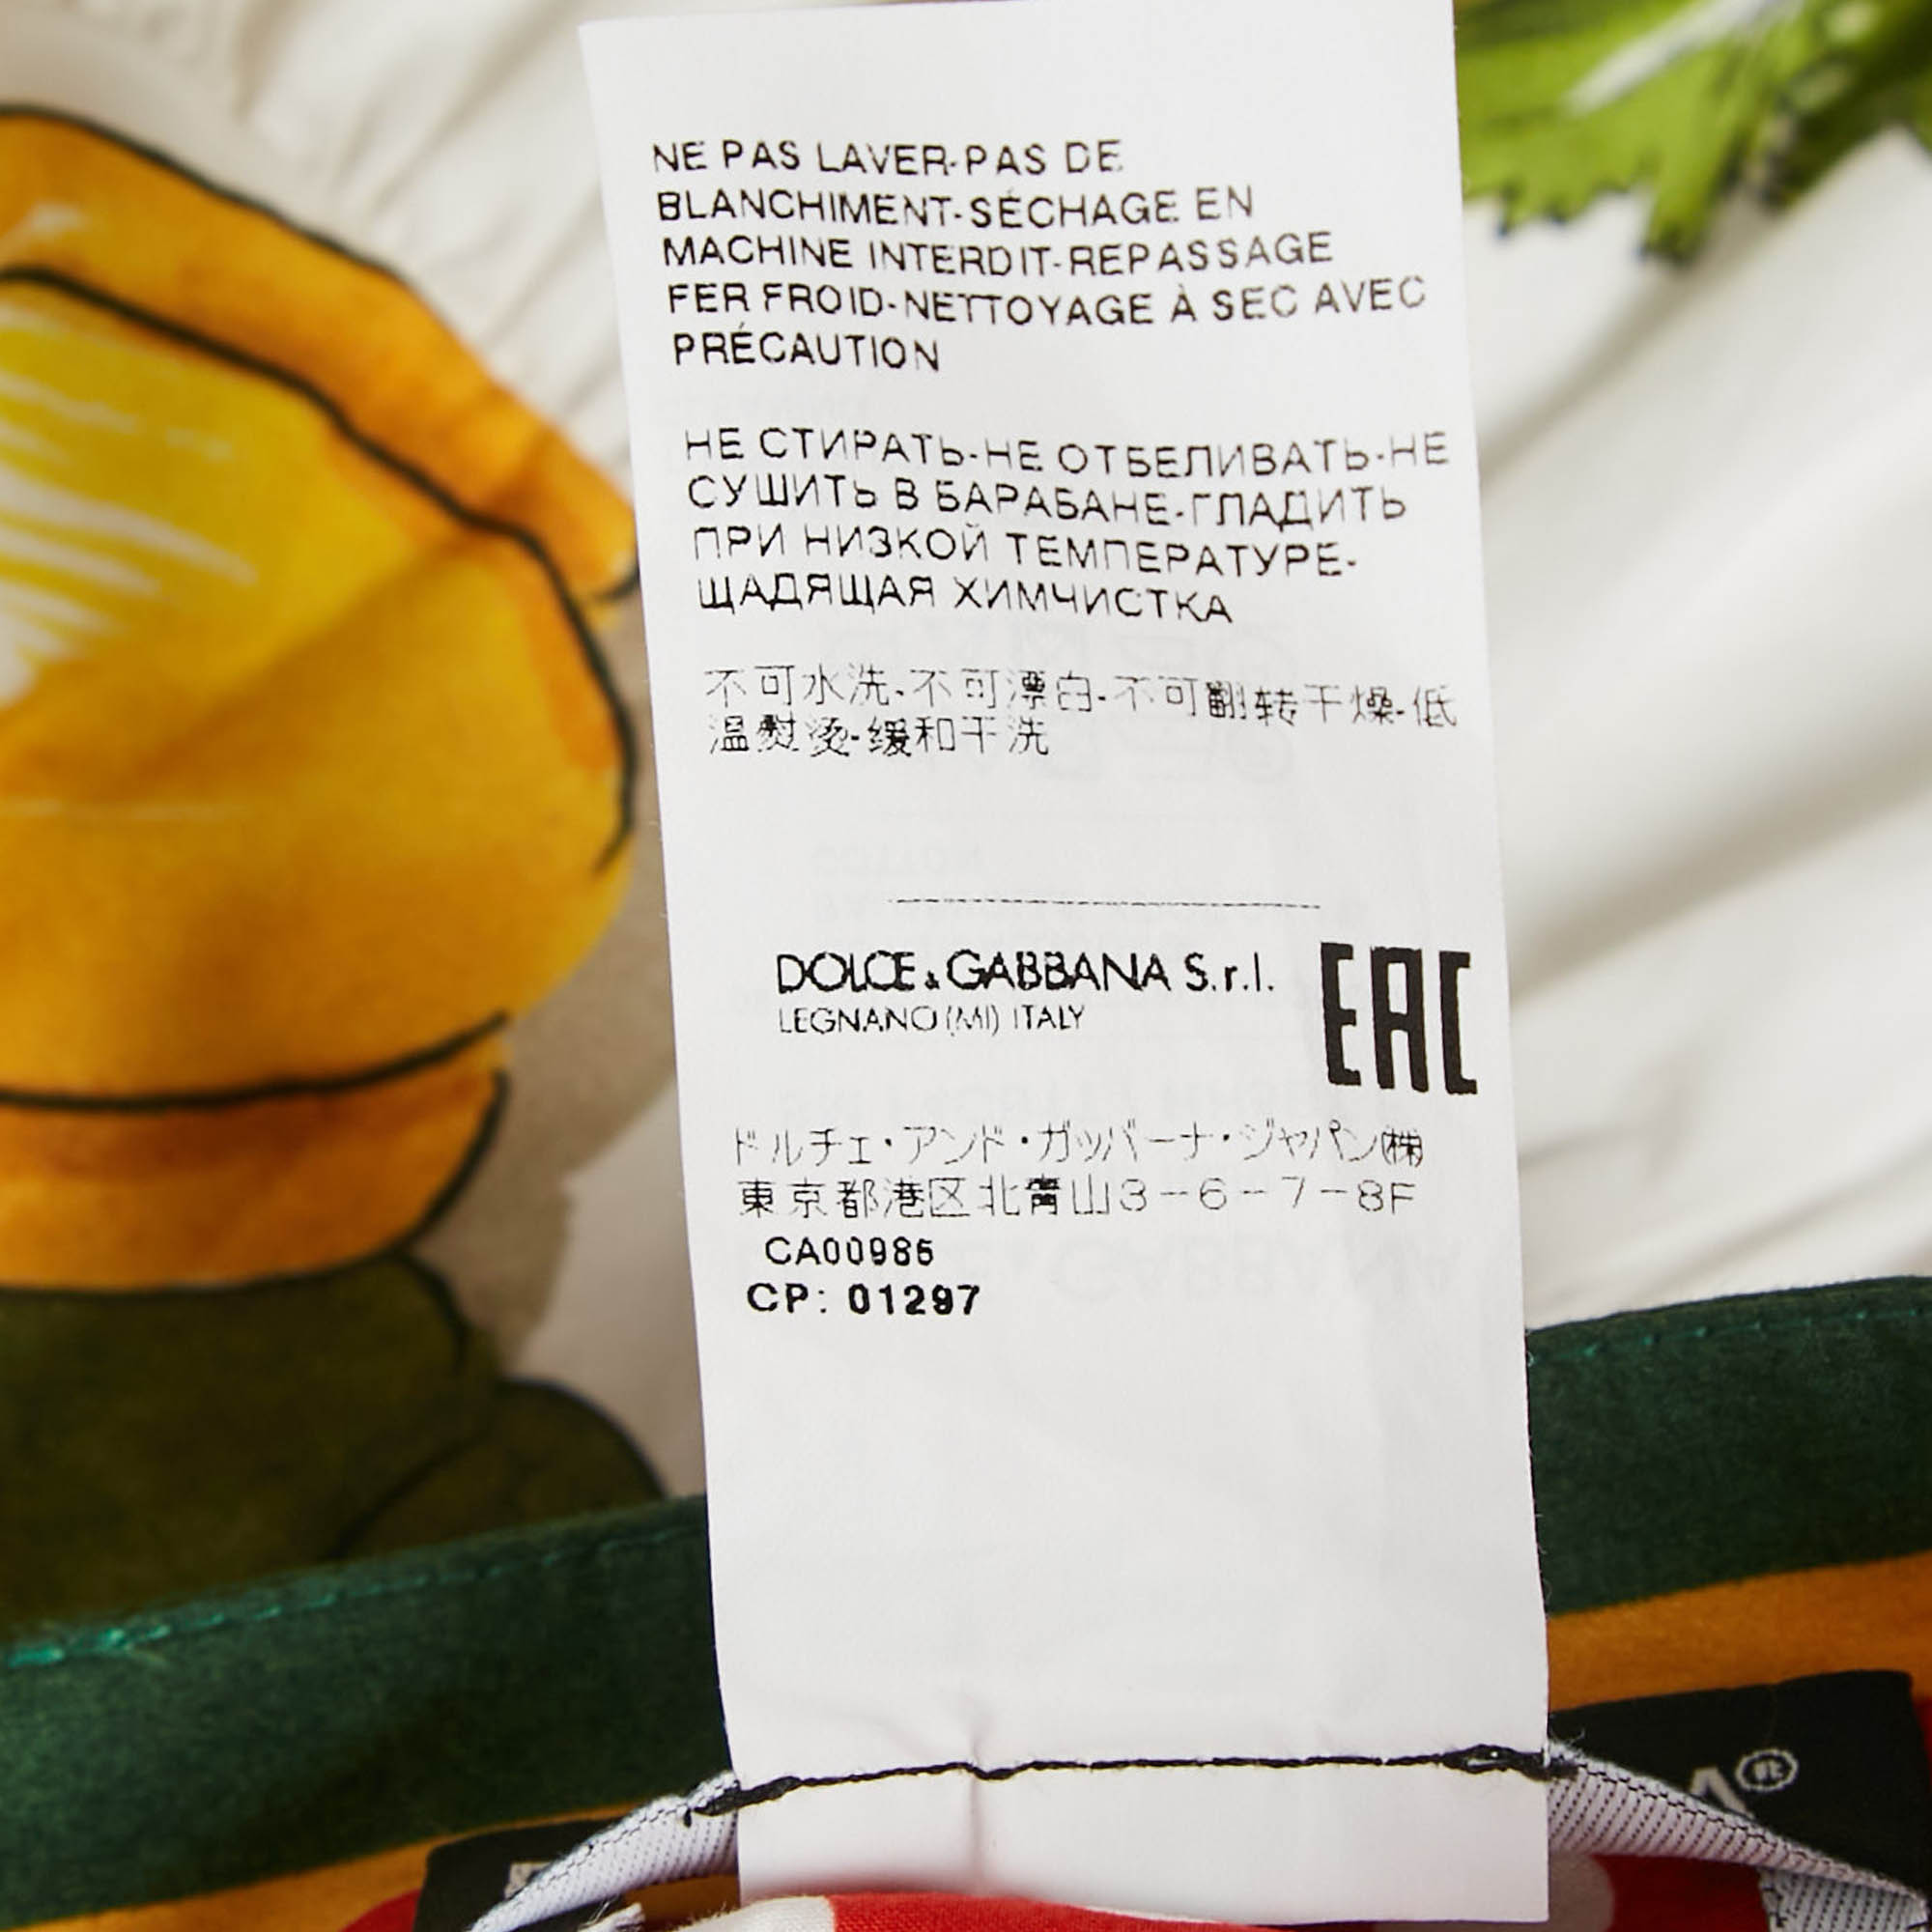 NE PAS LAVER-PAS DE
BLANCHIMENT-SÉCHAGE EN
MACHINE INTERDIT-REPASSAGE
FER FROID-NETTOYAGE À SEC AVEC
PRÉCAUTION
НЕ СТИРАТЬ-НЕ ОТБЕЛИВАТЬ-НЕ
СУШИТЬ В БАРАБАНЕ-ГЛАДИТЬ
ПРИ НИЗКОЙ ТЕМПЕРАТУРЕ-
ЩАДЯЩАЯ ХИМЧИСТКА
不可水洗-不可漂白-不可翻转干燥-低
温熨烫-缓和干洗
DOLCE & GABBANA S.r.l.
LEGNANO (MI) ITALY
EAC
ドルチェ・アンド・ガッバーナ・ジャパン㈱
東京都港区北青山3-6-7-8F
CA00986
CP: 01297
A®